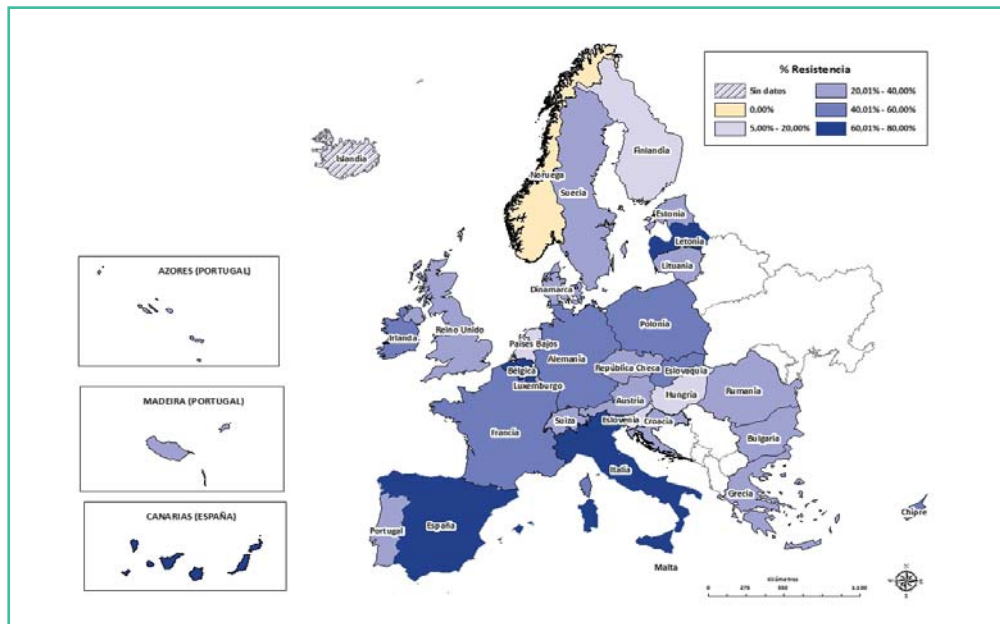 % Resistencia
Sin datos
0,00%
5,00% - 20,00%
20,01% - 40,00%
40,01% - 60,00%
60,01% - 80,00%
Islandia
Finlandia
Noruega
Suecia
Estonia
Letonia
Lituania
AZORES (PORTUGAL)
Dinamarca
Reino Unido
Irlanda
Países Bajos
Polonia
Alemania
Bélgica
República Checa
Luxemburgo
Eslovaquia
MADEIRA (PORTUGAL)
Austria
Hungría
Rumanía
Suiza
Eslovenia
Croacia
Francia
Bulgaria
Italia
Grecia
CANARIAS (ESPAÑA)
Portugal
España
Chipre
Malta
Kilómetros
0